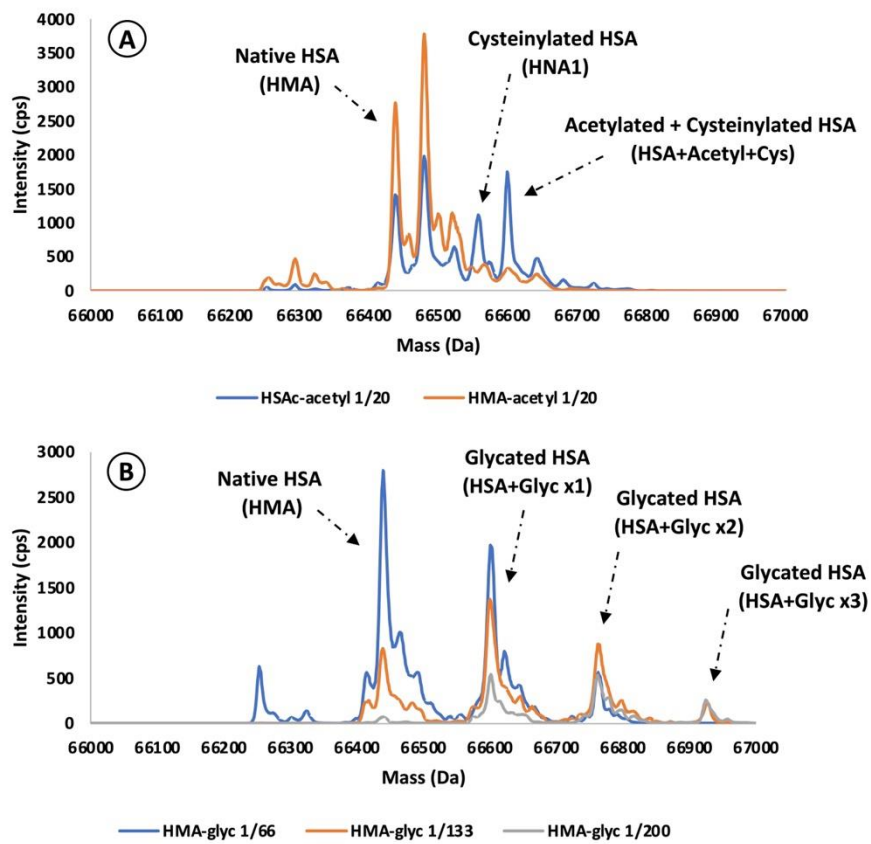 A
4000
3500
3000
2500
2000
1500
1000
500
0
Intensity (cps)
Native HSA
(HMA)
Cysteinylated HSA
(HNA1)
Acetylated + Cysteinylated HSA
(HSA+Acetyl+Cys)
66000 66100 66200 66300 66400 66500 66600 66700 66800 66900 67000
Mass (Da)
HSAc-acetyl 1/20 HMA-acetyl 1/20
B
3000
2500
2000
1500
1000
500
0
Intensity (cps)
Native HSA
(HMA)
Glycated HSA
(HSA+Glyc x1)
Glycated HSA
(HSA+Glyc x2)
Glycated HSA
(HSA+Glyc x3)
66000 66100 66200 66300 66400 66500 66600 66700 66800 66900 67000
Mass (Da)
HMA-glyc 1/66 HMA-glyc 1/133 HMA-glyc 1/200